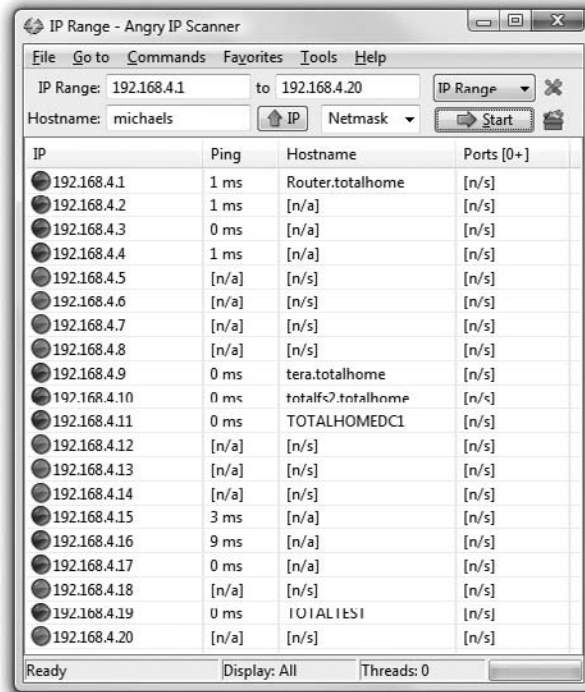 IP Range - Angry IP Scanner
File Go to Commands Favorites Tools Help
IP Range: 192.168.4.1 to 192.168.4.20 IP Range
Hostname: michaels IP Netmask Start
IP Ping Hostname Ports [0+]
192.168.4.1 1 ms Router.totalhome [n/s]
192.168.4.2 1 ms [n/a] [n/s]
192.168.4.3 0 ms [n/a] [n/s]
192.168.4.4 1 ms [n/a] [n/s]
192.168.4.5 [n/a] [n/s] [n/s]
192.168.4.6 [n/a] [n/s] [n/s]
192.168.4.7 [n/a] [n/s] [n/s]
192.168.4.8 [n/a] [n/s] [n/s]
192.168.4.9 0 ms tera.totalhome [n/s]
192.168.4.10 0 ms totalfs2.totalhome [n/s]
192.168.4.11 0 ms TOTALHOMEDC1 [n/s]
192.168.4.12 [n/a] [n/s] [n/s]
192.168.4.13 [n/a] [n/s] [n/s]
192.168.4.14 [n/a] [n/s] [n/s]
192.168.4.15 3 ms [n/a] [n/s]
192.168.4.16 9 ms [n/a] [n/s]
192.168.4.17 0 ms [n/a] [n/s]
192.168.4.18 [n/a] [n/s] [n/s]
192.168.4.19 0 ms TOTALTEST [n/s]
192.168.4.20 [n/a] [n/s] [n/s]
Ready Display: All Threads: 0